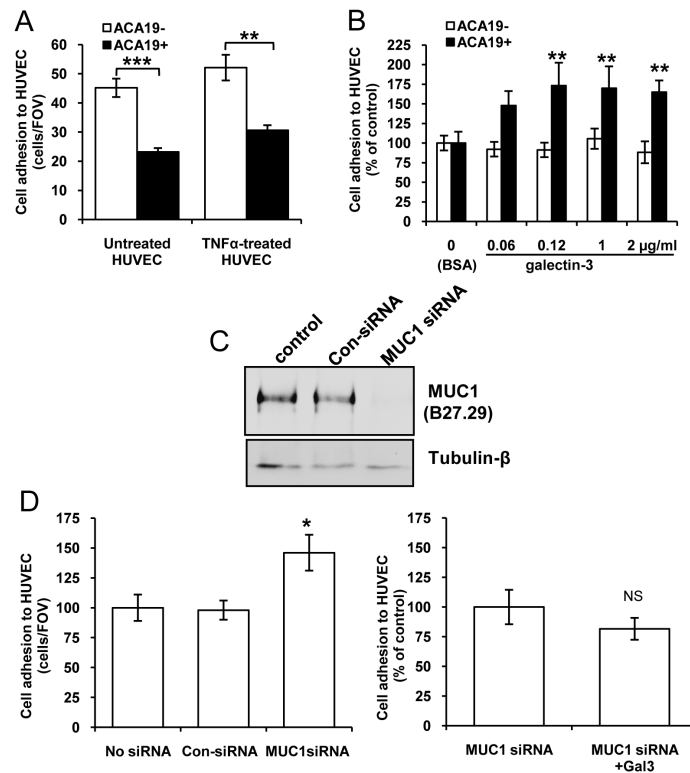 A
ACA19-
ACA19+
Cell adhesion to HUVEC
(cells/FOV)
60
50
40
30
20
10
0
***
**
Untreated
HUVEC
TNFα-treated
HUVEC
B
ACA19-
ACA19+
Cell adhesion to HUVEC
(% of control)
225
200
175
150
125
100
75
50
25
0
** ** **
0 0.06 0.12 1 2 µg/ml
(BSA) galectin-3
C
control
Con-siRNA
MUC1 siRNA
MUC1
(B27.29)
Tubulin-β
D
Cell adhesion to HUVEC
(cells/FOV)
175
150
125
100
75
50
25
0
*
No siRNA Con-siRNA MUC1siRNA
Cell adhesion to HUVEC
(% of control)
175
150
125
100
75
50
25
0
NS
MUC1 siRNA MUC1 siRNA
+Gal3